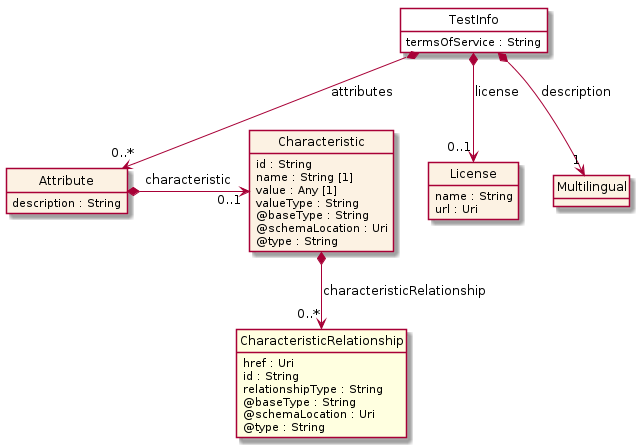 TestInfo
termsOfService : String
attributes
license
description
0..*
0..1
1
Attribute
description : String
characteristic
0..1
Characteristic
id : String
name : String [1]
value : Any [1]
valueType : String
@baseType : String
@schemaLocation : Uri
@type : String
License
name : String
url : Uri
Multilingual
characteristicRelationship
0..*
CharacteristicRelationship
href : Uri
id : String
relationshipType : String
@baseType : String
@schemaLocation : Uri
@type : String